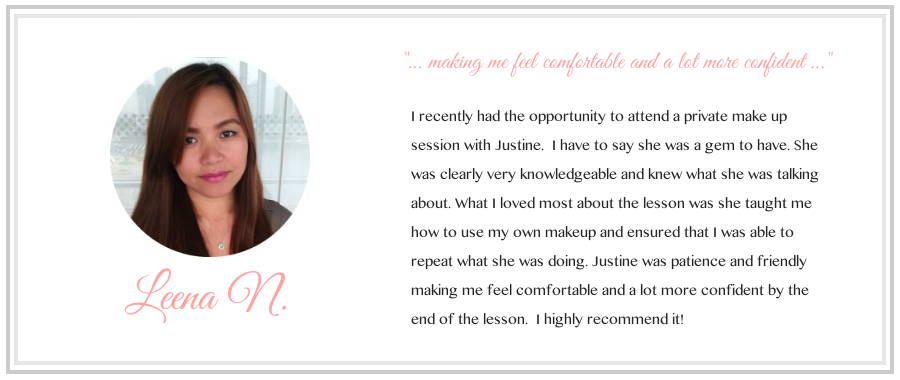 "... making me feel comfortable and a lot more confident ..."
I recently had the opportunity to attend a private make up
session with Justine.  I have to say she was a gem to have. She
was clearly very knowledgeable and knew what she was talking
about. What I loved most about the lesson was she taught me
how to use my own makeup and ensured that I was able to
repeat what she was doing. Justine was patience and friendly
making me feel comfortable and a lot more confident by the
end of the lesson.  I highly recommend it!
Leena N.